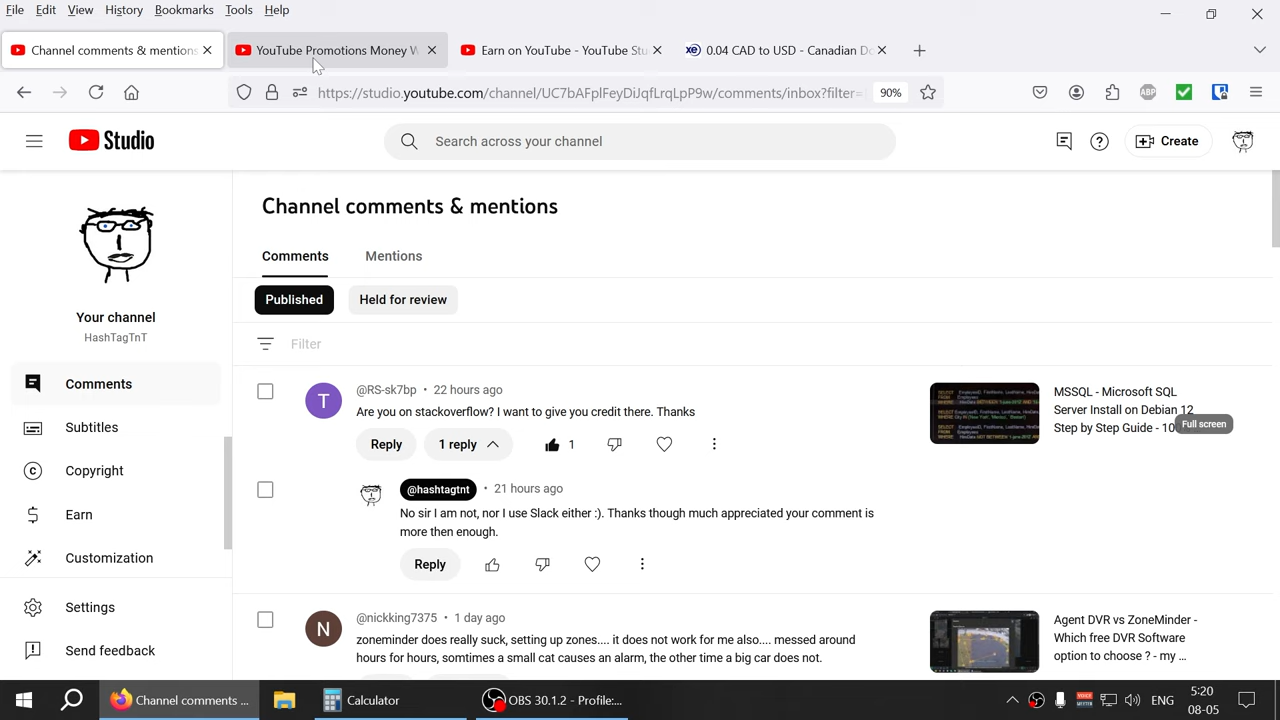 File Edit View History Bookmarks Tools Help
Channel comments & mentions
YouTube Promotions Money W
Earn on YouTube - YouTube Stu
xe 0.04 CAD to USD - Canadian Do
https://studio.youtube.com/channel/UC7bAFplFeyDiJqfLrqLpP9w/comments/inbox?filter=
90%
ABP
Studio
Search across your channel
Create
Your channel
HashTagTnT
Comments
Subtitles
Copyright
Earn
Customization
Settings
Send feedback
Channel comments & mentions
Comments Mentions
Published Held for review
Filter
@RS-sk7bp • 22 hours ago
Are you on stackoverflow? I want to give you credit there. Thanks
Reply 1 reply
MSSQL - Microsoft SQL
Server Install on Debian 12
Step by Step Guide - 10
Full screen
@hashtagtnt • 21 hours ago
No sir I am not, nor I use Slack either :). Thanks though much appreciated your comment is
more then enough.
Reply
N
@nickking7375 • 1 day ago
zoneminder does really suck, setting up zones.... it does not work for me also.... messed around
hours for hours, somtimes a small cat causes an alarm, the other time a big car does not.
Agent DVR vs ZoneMinder -
Which free DVR Software
option to choose ? - my ...
Channel comments ...
Calculator
OBS 30.1.2 - Profile:...
ENG
5:20
08-05